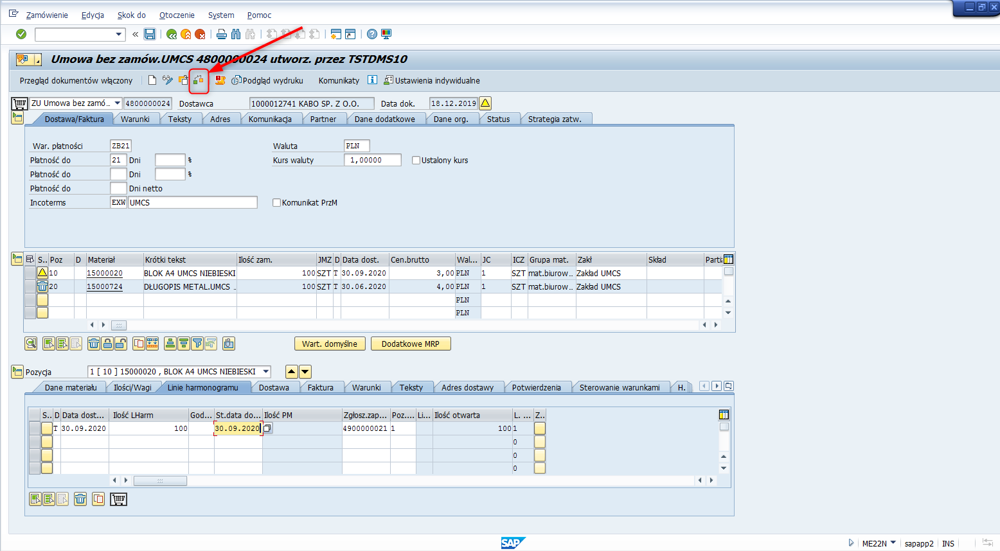 Zamówienie Edycja Skok do Otoczenie System Pomoc
Umowa bez zamów.UMCS 4800000024 utworz. przez TSTDMS10
Przegląd dokumentów włączony Podgląd wydruku Komunikaty Ustawienia indywidualne
ZU Umowa bez zamó... 4800000024 Dostawca 1000012741 KABO SP. Z O.O. Data dok. 18.12.2019
Dostawa/Faktura Warunki Teksty Adres Komunikacja Partner Dane dodatkowe Dane org. Status Strategia zatw.
War. płatności ZB21 Waluta PLN
Płatność do 21 Dni % Kurs waluty 1,00000 Ustalony kurs
Płatność do Dni %
Płatność do Dni netto
Incoterms EXW UMCS Komunikat PrzM
S.. Poz D Materiał Krótki tekst Ilość zam. JMZ D Data dost. Cen.brutto Wal... JC ICZ Grupa mat. Zakł Skład Parti
10 15000020 BLOK A4 UMCS NIEBIESKI 100 SZT T 30.09.2020 3,00 PLN 1 SZT mat.biurow... Zakład UMCS
20 15000724 DŁUGOPIS METAL.UMCS .. 100 SZT T 30.06.2020 4,00 PLN 1 SZT mat.biurow... Zakład UMCS
PLN
PLN
Wart. domyślne Dodatkowe MRP
Pozycja 1 [ 10 ] 15000020 , BLOK A4 UMCS NIEBIESKI
Dane materiału Ilości/Wagi Linie harmonogramu Dostawa Faktura Warunki Teksty Adres dostawy Potwierdzenia Sterowanie warunkami H.
S.. D Data dost... Ilość LHarm God... St.data do... Ilość PM Zgłosz.zap... Poz.... Li... Ilość otwarta L. ... Z..
T 30.09.2020 100 30.09.2020 4900000021 1 100 1
0
0
0
SAP ME22N sapapp2 INS